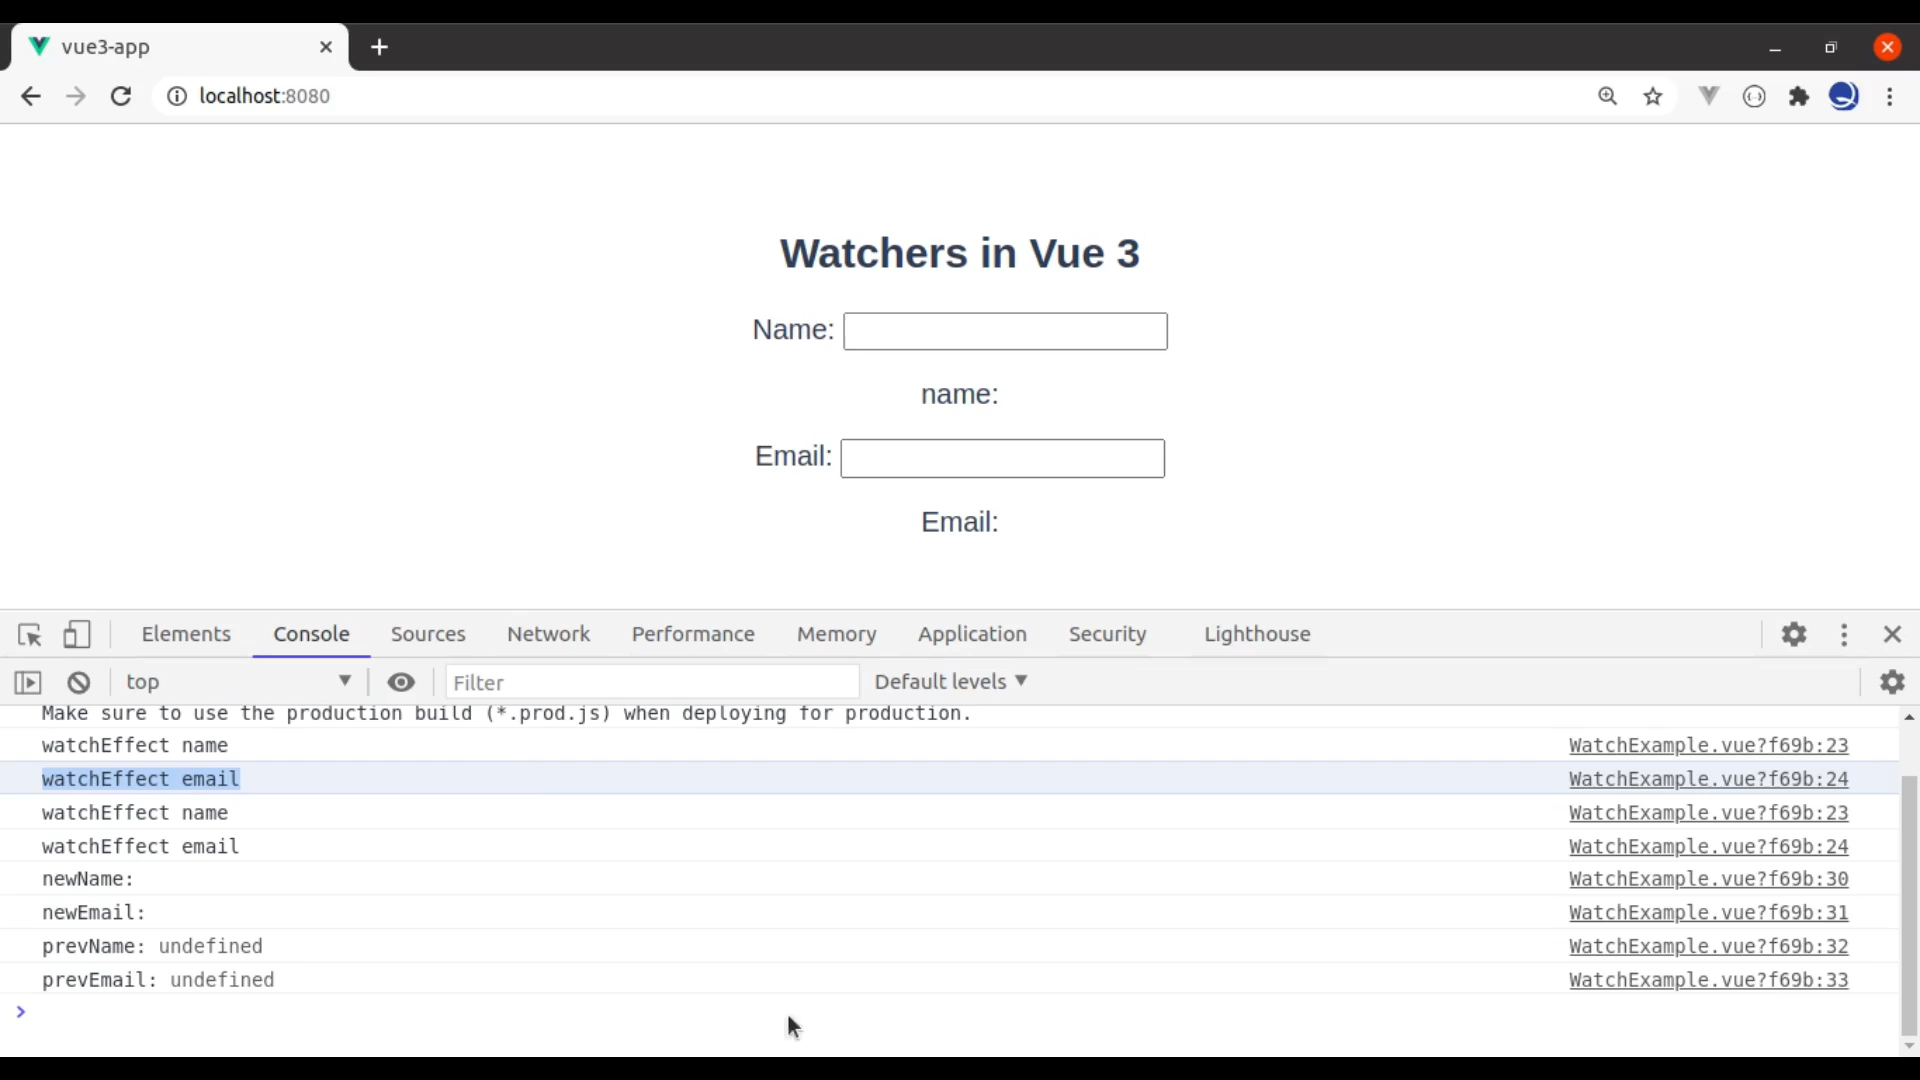 vue3-app
localhost:8080
Watchers in Vue 3
Name:
name:
Email:
Email:
Elements Console Sources Network Performance Memory Application Security Lighthouse
top Filter Default levels
Make sure to use the production build (*.prod.js) when deploying for production.
watchEffect name WatchExample.vue?f69b:23
watchEffect email WatchExample.vue?f69b:24
watchEffect name WatchExample.vue?f69b:23
watchEffect email WatchExample.vue?f69b:24
newName: WatchExample.vue?f69b:30
newEmail: WatchExample.vue?f69b:31
prevName: undefined WatchExample.vue?f69b:32
prevEmail: undefined WatchExample.vue?f69b:33